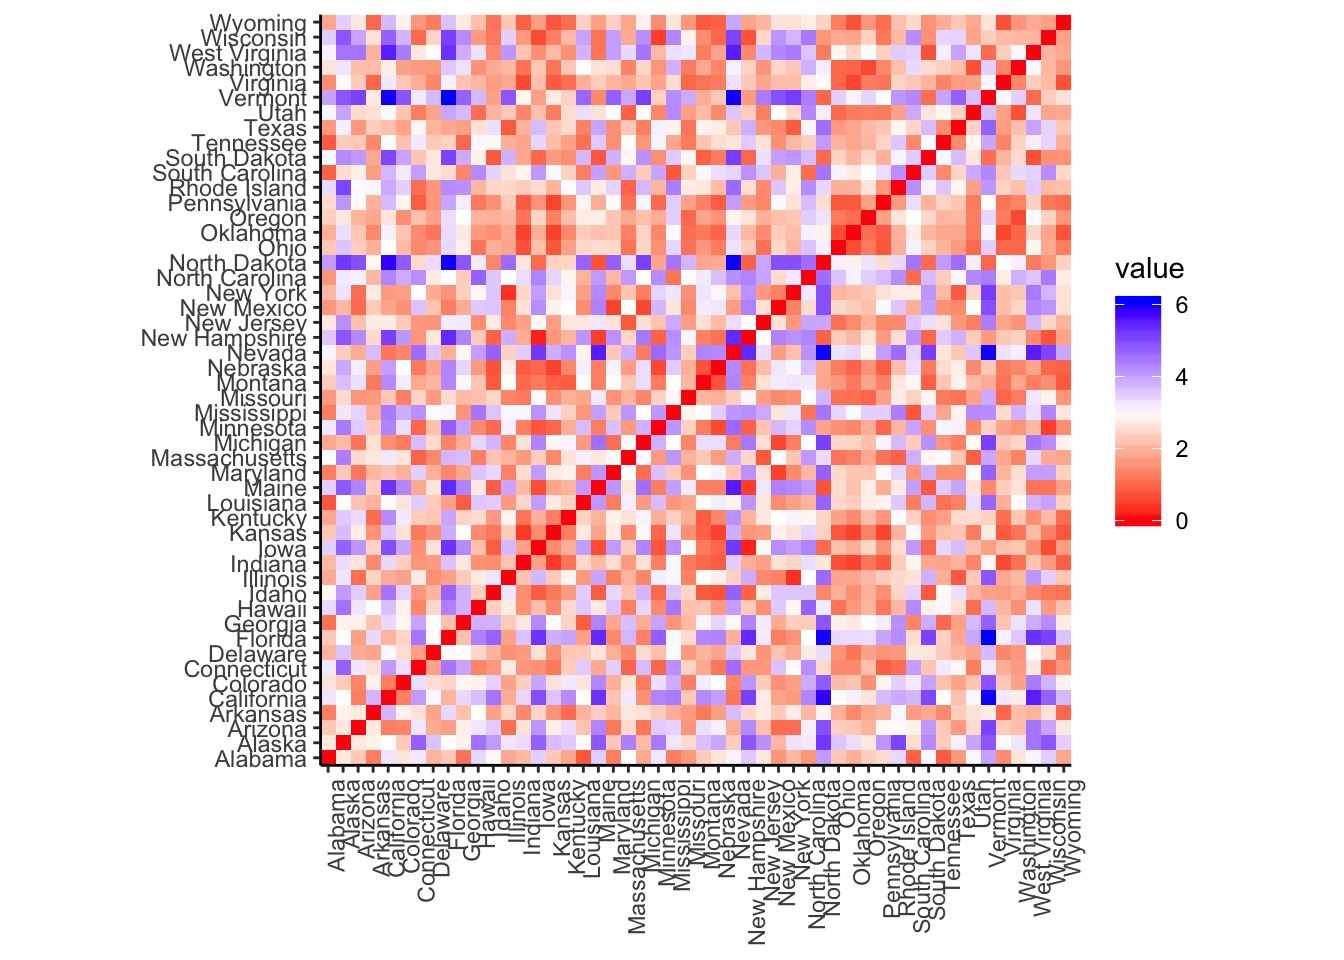 Wyoming
Wisconsin
West Virginia
Washington
Virginia
Vermont
Utah
Texas
Tennessee
South Dakota
South Carolina
Rhode Island
Pennsylvania
Oregon
Oklahoma
Ohio
North Dakota
North Carolina
New York
New Mexico
New Jersey
New Hampshire
Nevada
Nebraska
Montana
Missouri
Mississippi
Minnesota
Michigan
Massachusetts
Maryland
Maine
Louisiana
Kentucky
Kansas
Iowa
Indiana
Illinois
Idaho
Hawaii
Georgia
Florida
Delaware
Connecticut
Colorado
California
Arkansas
Arizona
Alaska
Alabama
Alabama
Alaska
Arizona
Arkansas
California
Colorado
Connecticut
Delaware
Florida
Georgia
Hawaii
Idaho
Illinois
Indiana
Iowa
Kansas
Kentucky
Louisiana
Maine
Maryland
Massachusetts
Michigan
Minnesota
Mississippi
Missouri
Montana
Nebraska
Nevada
New Hampshire
New Jersey
New Mexico
New York
North Carolina
North Dakota
Ohio
Oklahoma
Oregon
Pennsylvania
Rhode Island
South Carolina
South Dakota
Tennessee
Texas
Utah
Vermont
Virginia
Washington
West Virginia
Wisconsin
Wyoming
value
6
4
2
0